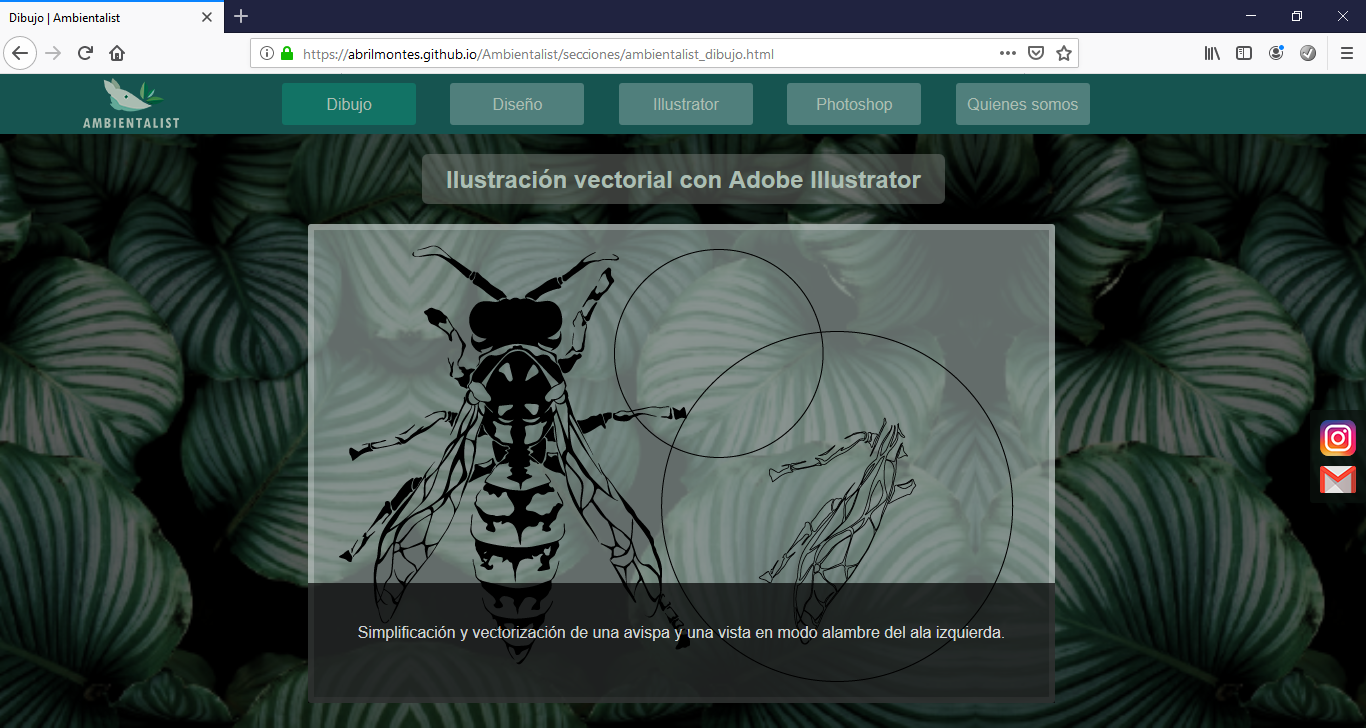 Dibujo | Ambientalist
https://abrilmontes.github.io/Ambientalist/secciones/ambientalist_dibujo.html
AMBIENTALIST
Dibujo
Diseño
Illustrator
Photoshop
Quienes somos
Ilustración vectorial con Adobe Illustrator
Simplificación y vectorización de una avispa y una vista en modo alambre del ala izquierda.